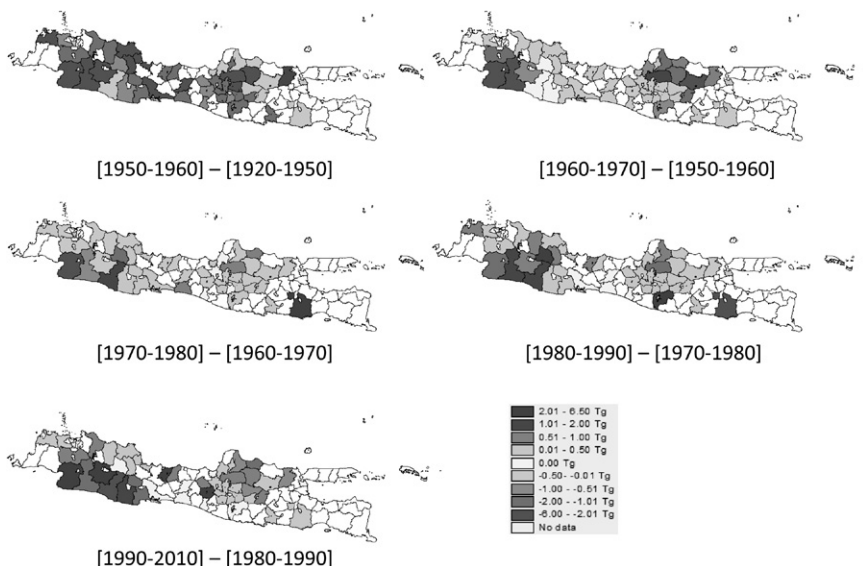 [1950-1960] – [1920-1950]
[1960-1970] – [1950-1960]
[1970-1980] – [1960-1970]
[1980-1990] – [1970-1980]
[1990-2010] – [1980-1990]
2.01 - 6.50 Tg
1.01 - 2.00 Tg
0.51 - 1.00 Tg
0.01 - 0.50 Tg
0.00 Tg
-0.50--0.01 Tg
-1.00 - -0.51 Tg
-2.00 - -1.01 Tg
-6.00 - -2.01 Tg
No data